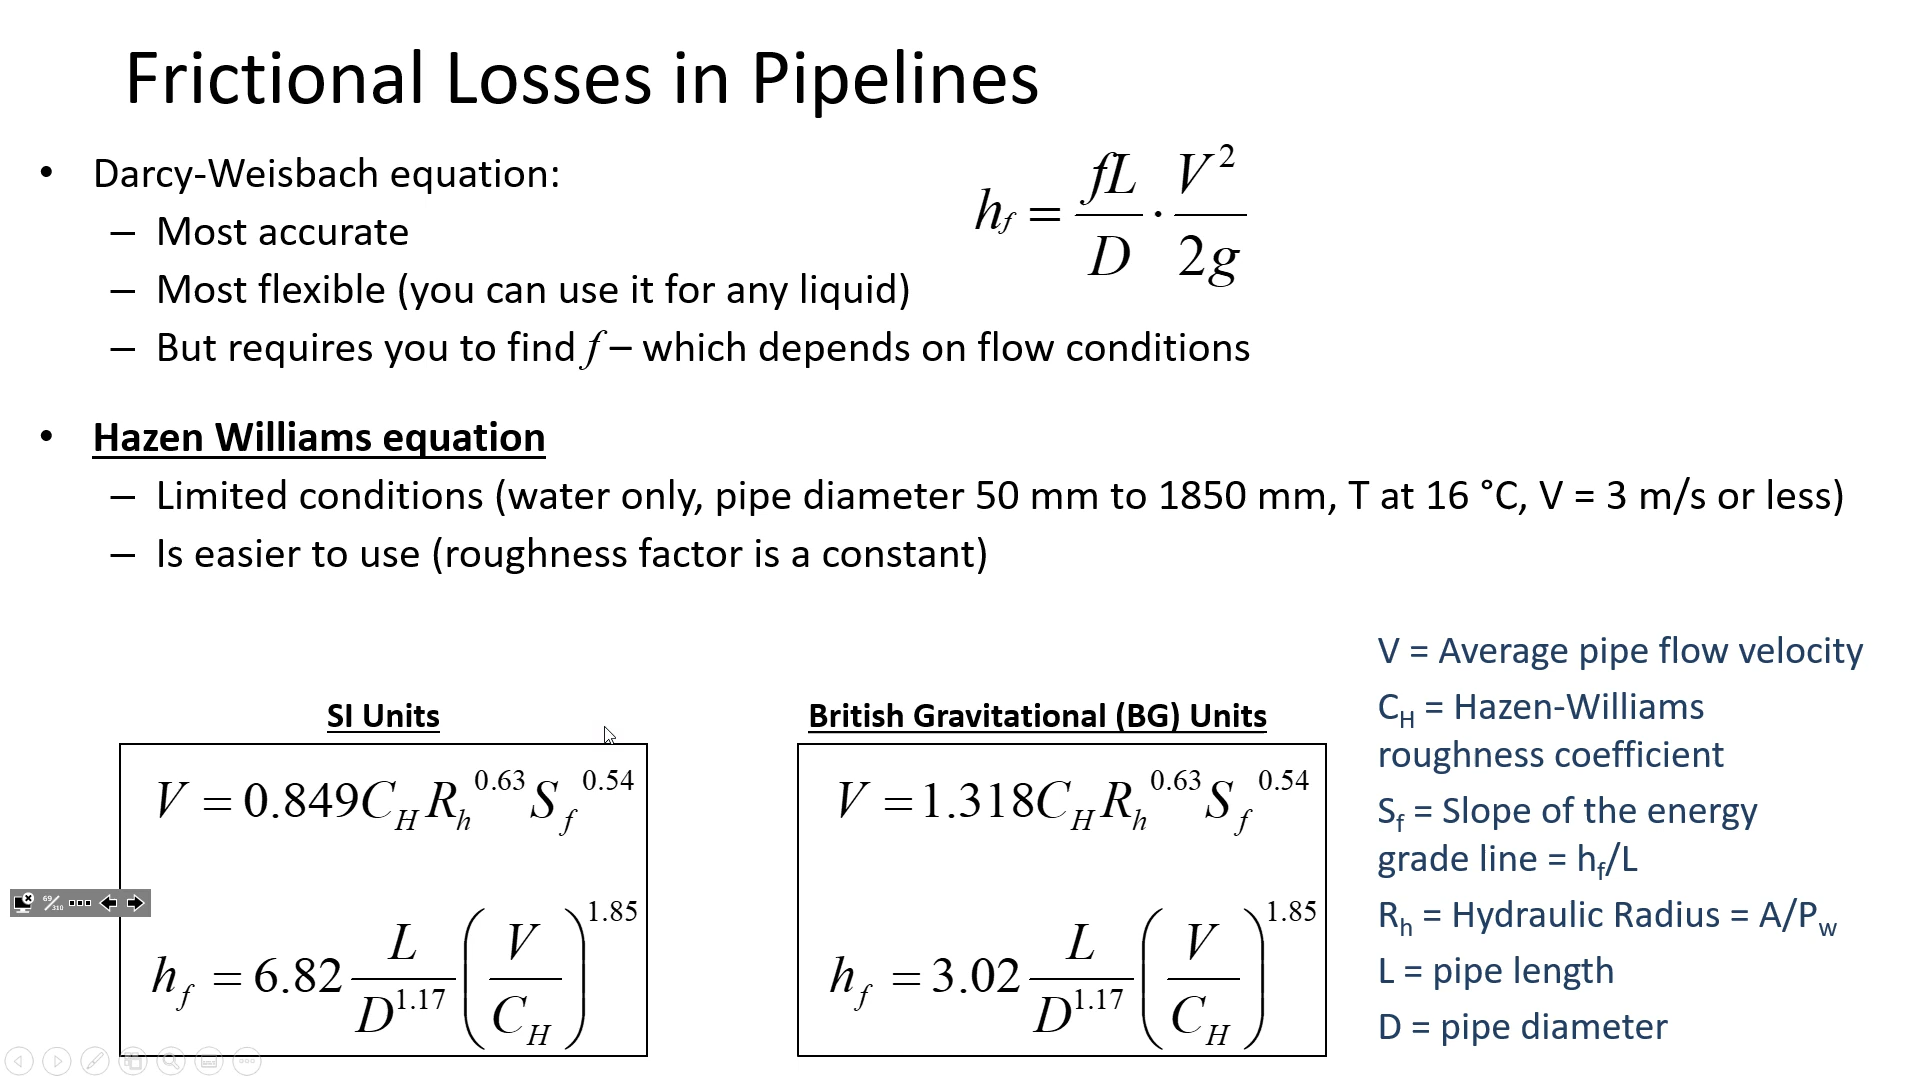 Frictional Losses in Pipelines
• Darcy-Weisbach equation:
– Most accurate
– Most flexible (you can use it for any liquid)
– But requires you to find f – which depends on flow conditions
h_f = fL/D · V²/2g
• Hazen Williams equation
– Limited conditions (water only, pipe diameter 50 mm to 1850 mm, T at 16 °C, V = 3 m/s or less)
– Is easier to use (roughness factor is a constant)
SI Units
V = 0.849C_H R_h^0.63 S_f^0.54
h_f = 6.82 L/D^1.17 (V/C_H)^1.85
British Gravitational (BG) Units
V = 1.318C_H R_h^0.63 S_f^0.54
h_f = 3.02 L/D^1.17 (V/C_H)^1.85
V = Average pipe flow velocity
C_H = Hazen-Williams
roughness coefficient
S_f = Slope of the energy
grade line = h_f/L
R_h = Hydraulic Radius = A/P_w
L = pipe length
D = pipe diameter
69/310